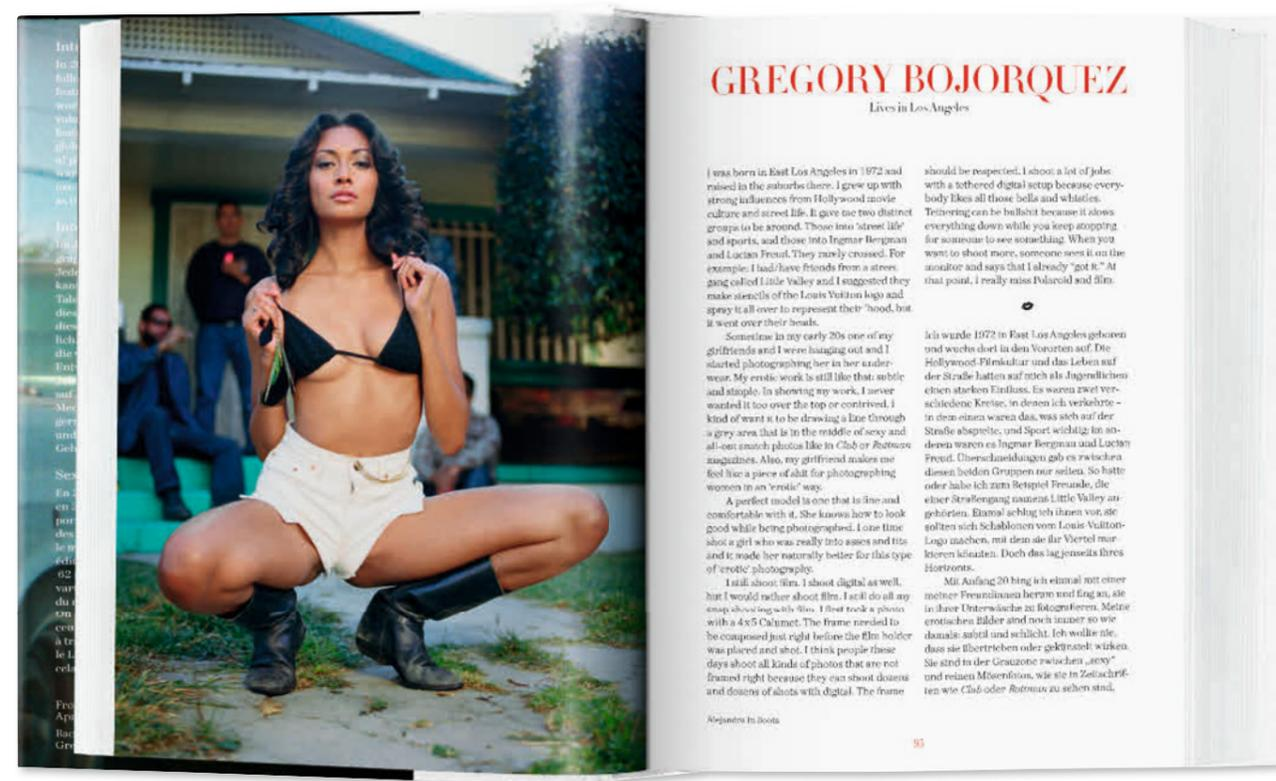 GREGORY BOJORQUEZ
Lives in Los Angeles
I was born in East Los Angeles in 1972 and
raised in the suburbs there. I grew up with
strong influences from Hollywood movie
culture and street life. It gave me two distinct
groups to be around. Those into 'street life'
and sports, and those into Ingmar Bergman
and Lucian Freud. They rarely crossed. For
example: I had/have friends from a street
gang called Little Valley and I suggested they
make stencils of the Louis Vuitton logo and
spray it all over to represent their 'hood, but
it went over their heads.
Sometime in my early 20s one of my
girlfriends and I were hanging out and I
started photographing her in her under-
wear. My erotic work is still like that: subtle
and simple. In showing my work, I never
wanted it too over the top or contrived. I
kind of want it to be drawing a line through
a grey area that is in the middle of sexy and
all-out snatch photos like in Club or Rottman
magazines. Also, my girlfriend makes me
feel like a piece of shit for photographing
women in an 'erotic' way.
A perfect model is one that is fine and
comfortable with it. She knows how to look
good while being photographed. I one time
shot a girl who was really into asses and tits
and it made her naturally better for this type
of 'erotic' photography.
I still shoot film. I shoot digital as well,
but I would rather shoot film. I still do all my
snap shooting with film. I first took a photo
with a 4x5 Calumet. The frame needed to
be composed just right before the film holder
was placed and shot. I think people these
days shoot all kinds of photos that are not
framed right because they can shoot dozens
and dozens of shots with digital. The frame
should be respected. I shoot a lot of jobs
with a tethered digital setup because every-
body likes all those bells and whistles.
Tethering can be bullshit because it slows
everything down while you keep stopping
for someone to see something. When you
want to shoot more, someone sees it on the
monitor and says that I already "got it." At
that point, I really miss Polaroid and film.
Ich wurde 1972 in East Los Angeles geboren
und wuchs dort in den Vororten auf. Die
Hollywood-Filmkultur und das Leben auf
der Straße hatten auf mich als Jugendlichen
einen starken Einfluss. Es waren zwei ver-
schiedene Kreise, in denen ich verkehrte –
in dem einen waren das, was sich auf der
Straße abspielte, und Sport wichtig; im an-
deren waren es Ingmar Bergman und Lucian
Freud. Überschneidungen gab es zwischen
diesen beiden Gruppen nur selten. So hatte
oder habe ich zum Beispiel Freunde, die
einer Straßengang namens Little Valley an-
gehörten. Einmal schlug ich ihnen vor, sie
sollten sich Schablonen vom Louis-Vuitton-
Logo machen, mit dem sie ihr Viertel mar-
kieren könnten. Doch das lag jenseits ihres
Horizonts.
Mit Anfang 20 hing ich einmal mit einer
meiner Freundinnen herum und fing an, sie
in ihrer Unterwäsche zu fotografieren. Meine
erotischen Bilder sind noch immer so wie
damals: subtil und schlicht. Ich wollte nie,
dass sie übertrieben oder gekünstelt wirken.
Sie sind in der Grauzone zwischen „sexy"
und reinen Mösenfotos, wie sie in Zeitschrif-
ten wie Club oder Rottman zu sehen sind.
Alejandra in Boots
95